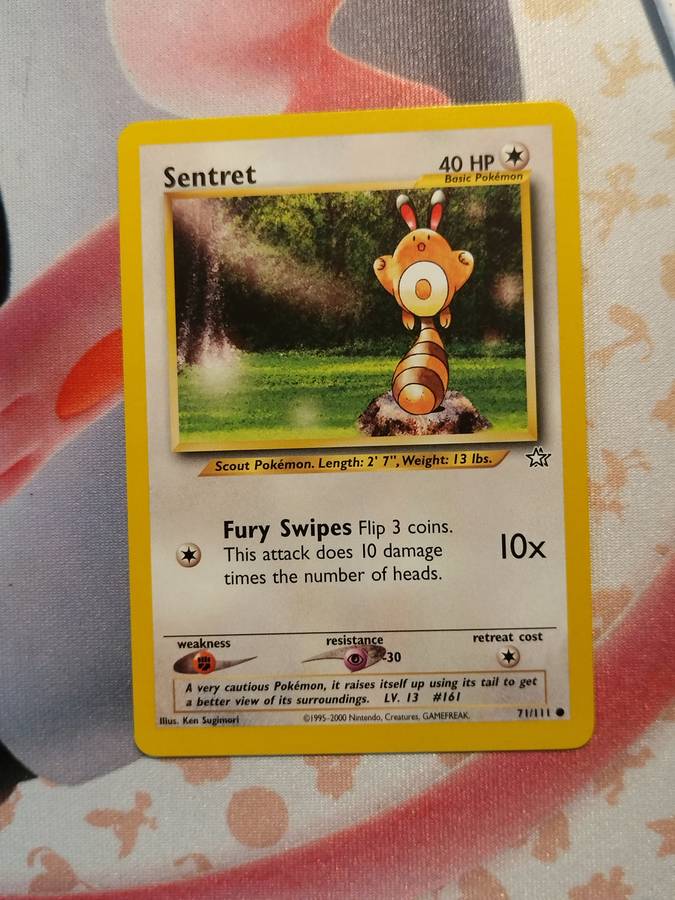 Sentret
40 HP
Basic Pokémon
Scout Pokémon. Length: 2' 7", Weight: 13 lbs.
Fury Swipes Flip 3 coins.
This attack does 10 damage
times the number of heads.
10x
weakness
resistance
retreat cost
-30
A very cautious Pokémon, it raises itself up using its tail to get
a better view of its surroundings. LV. 13 #161
Illus. Ken Sugimori
©1995-2000 Nintendo, Creatures, GAMEFREAK.
71/111